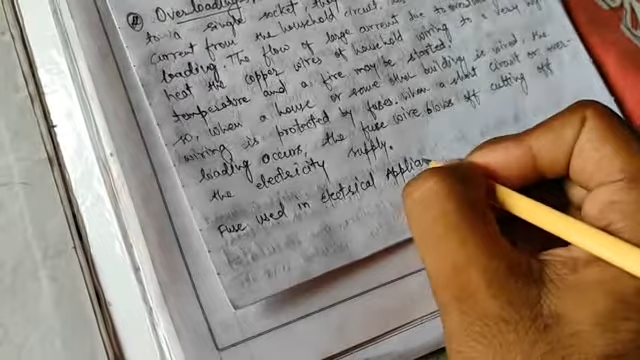 (ii) Overloading
to a single socket, the
current from the household circuit.
loading. The flow of large current due to
heat the copper wires of household wiring to a very high
temperature and a fire may be started.
So, when a house or some other building is wired, the
wiring is protected by fuses. When a short circuit or over-
loading occurs, the fuse wire blows off cutting off
the electricity supply.
Fuse used in electrical Applian